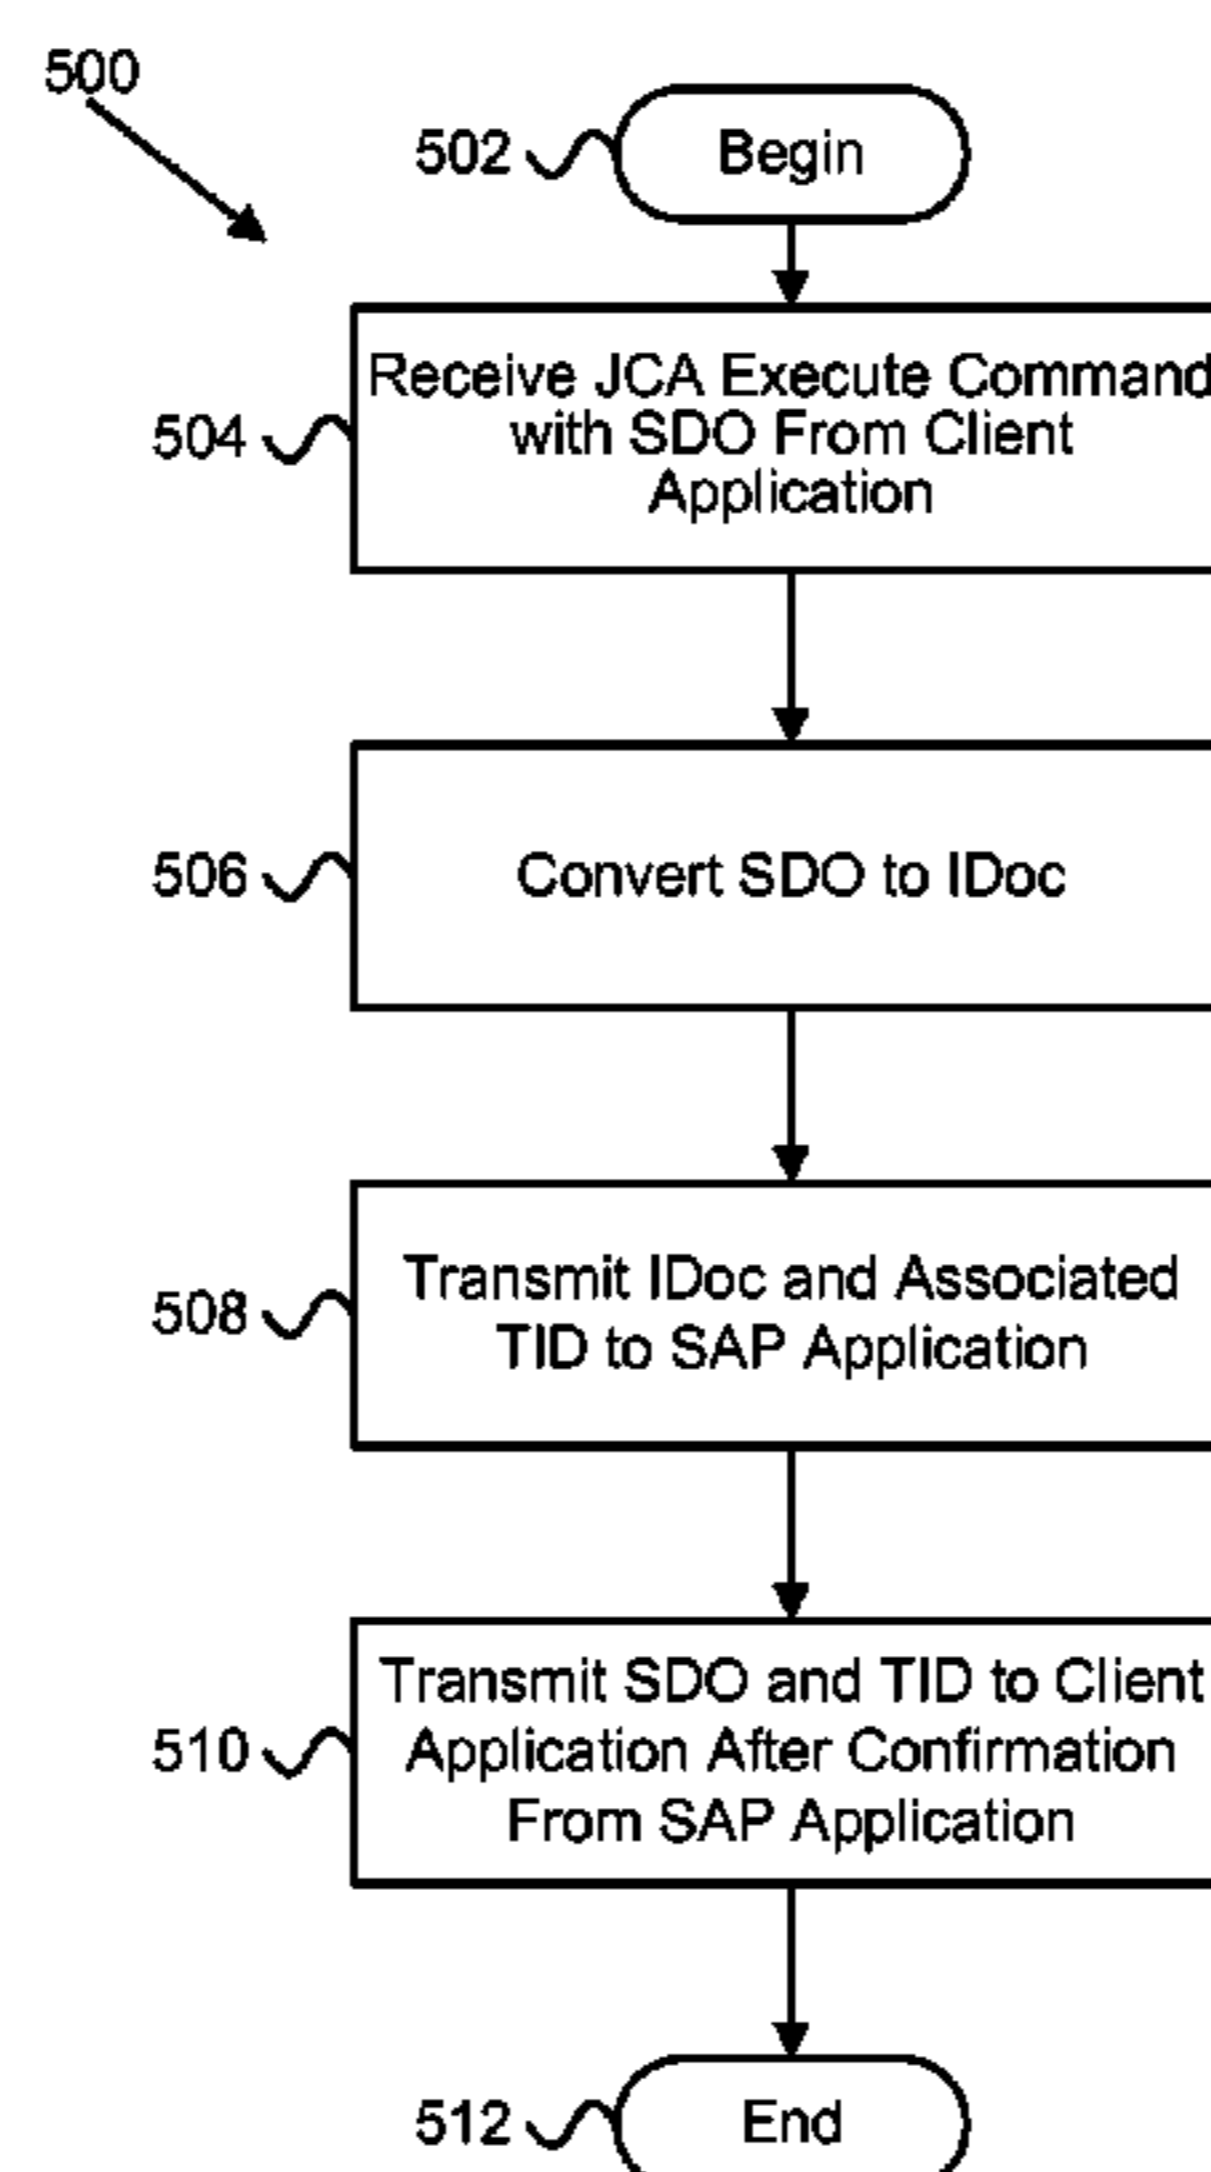 500
502 Begin
504
Receive JCA Execute Command
with SDO From Client
Application
506 Convert SDO to IDoc
508
Transmit IDoc and Associated
TID to SAP Application
510
Transmit SDO and TID to Client
Application After Confirmation
From SAP Application
512 End